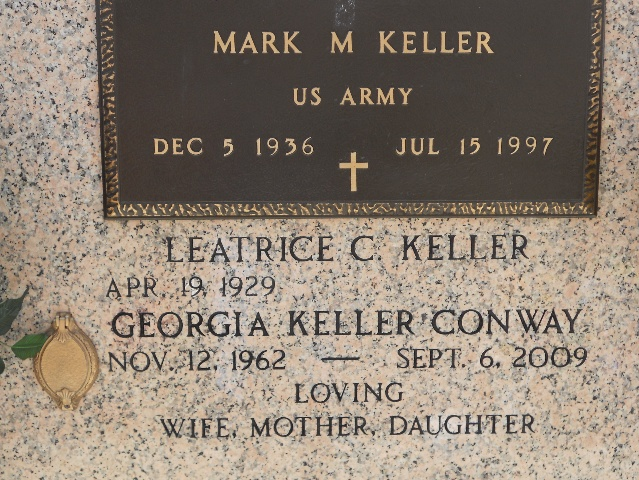 MARK M KELLER
US ARMY
DEC 5 1936 JUL 15 1997
LEATRICE C KELLER
APR 19, 1929
GEORGIA KELLER CONWAY
NOV. 12, 1962 — SEPT. 6, 2009
LOVING
WIFE, MOTHER, DAUGHTER